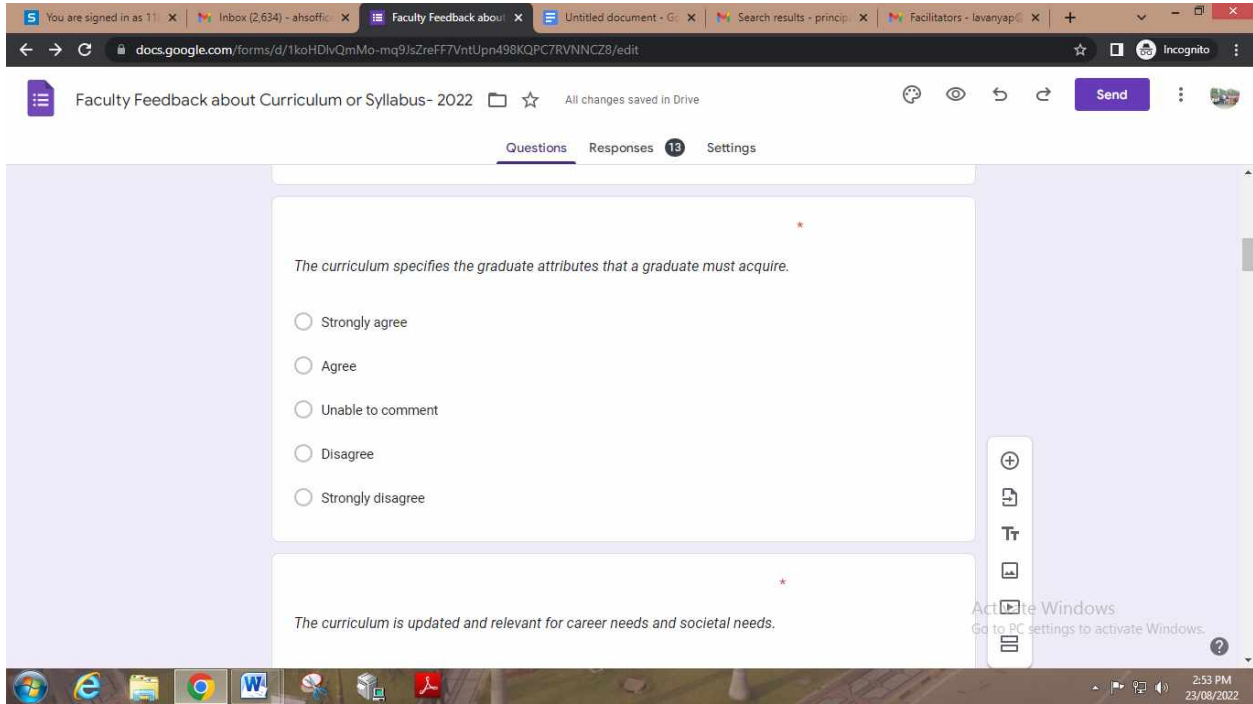 You are signed in as 11
Inbox (2,634) - ahsoffic
Faculty Feedback about
Untitled document - Go
Search results - princip
Facilitators - lavanyap
docs.google.com/forms/d/1koHDlvQmMo-mq9JsZreFF7VntUpn498KQPC7RVNNCZ8/edit
Incognito
Faculty Feedback about Curriculum or Syllabus- 2022
All changes saved in Drive
Send
Questions Responses 13 Settings
*
The curriculum specifies the graduate attributes that a graduate must acquire.
Strongly agree
Agree
Unable to comment
Disagree
Strongly disagree
*
The curriculum is updated and relevant for career needs and societal needs.
Activate Windows
Go to PC settings to activate Windows.
2:53 PM
23/08/2022